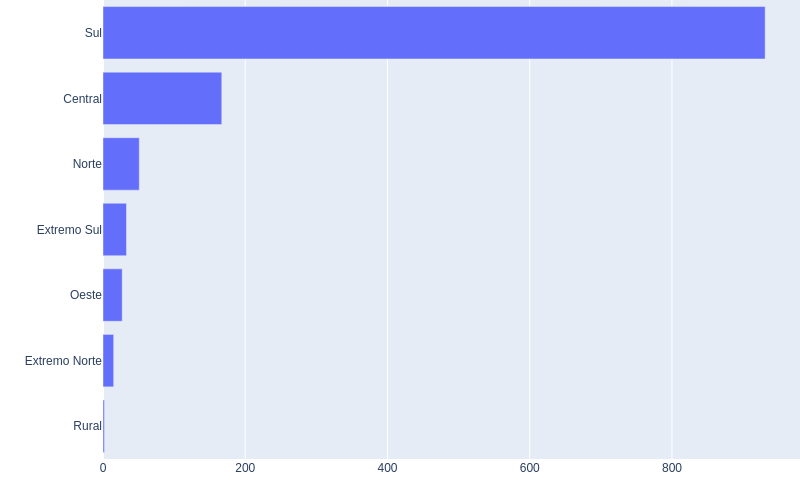 Sul
Central
Norte
Extremo Sul
Oeste
Extremo Norte
Rural
0 200 400 600 800